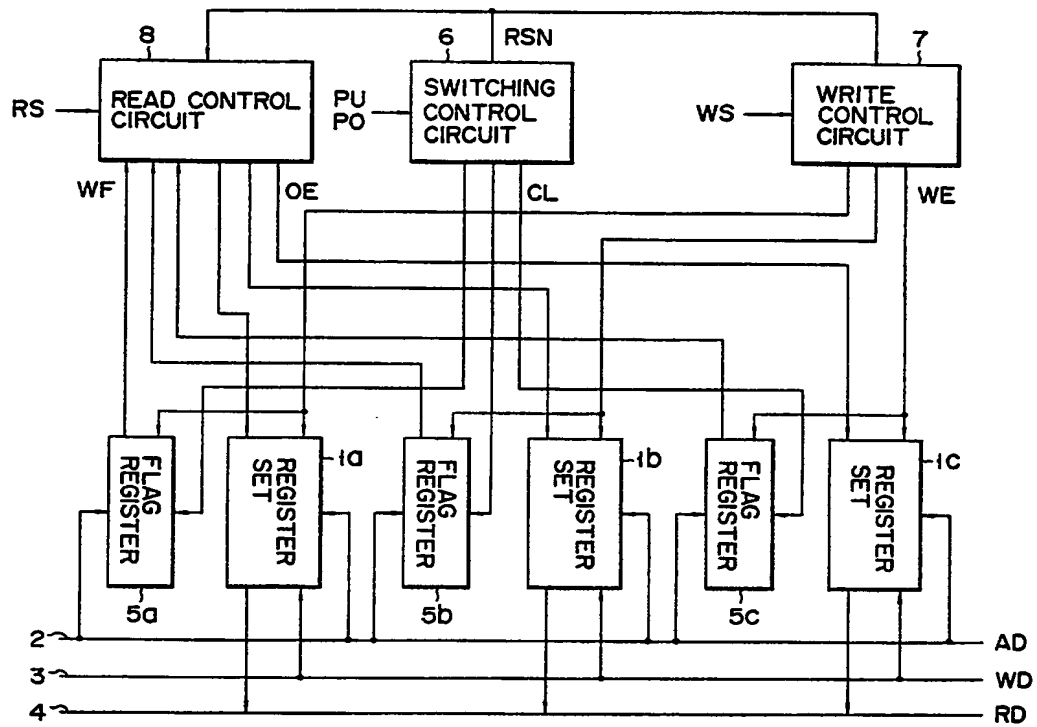 8
6
RSN
7
RS
READ CONTROL
CIRCUIT
PU
PO
SWITCHING
CONTROL
CIRCUIT
WS
WRITE
CONTROL
CIRCUIT
WF
OE
CL
WE
FLAG
REGISTER
5a
REGISTER
SET
1a
FLAG
REGISTER
5b
REGISTER
SET
1b
FLAG
REGISTER
5c
REGISTER
SET
1c
2
AD
3
WD
4
RD